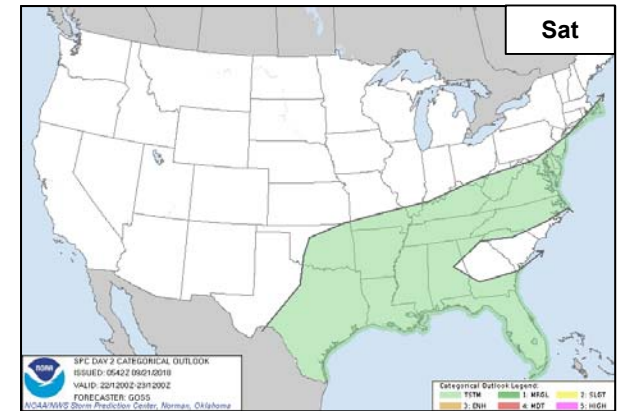 Sat
SPC DAY 2 CATEGORICAL OUTLOOK
ISSUED: 0542Z 09/21/2018
VALID: 22/1200Z-23/1200Z
FORECASTER: GOSS
NOAA/NWS Storm Prediction Center, Norman, Oklahoma
NOAA
Categorical Outlook Legend:
TSTM 1: MRGL 2: SLGT
3: ENH 4: MDT 5: HIGH